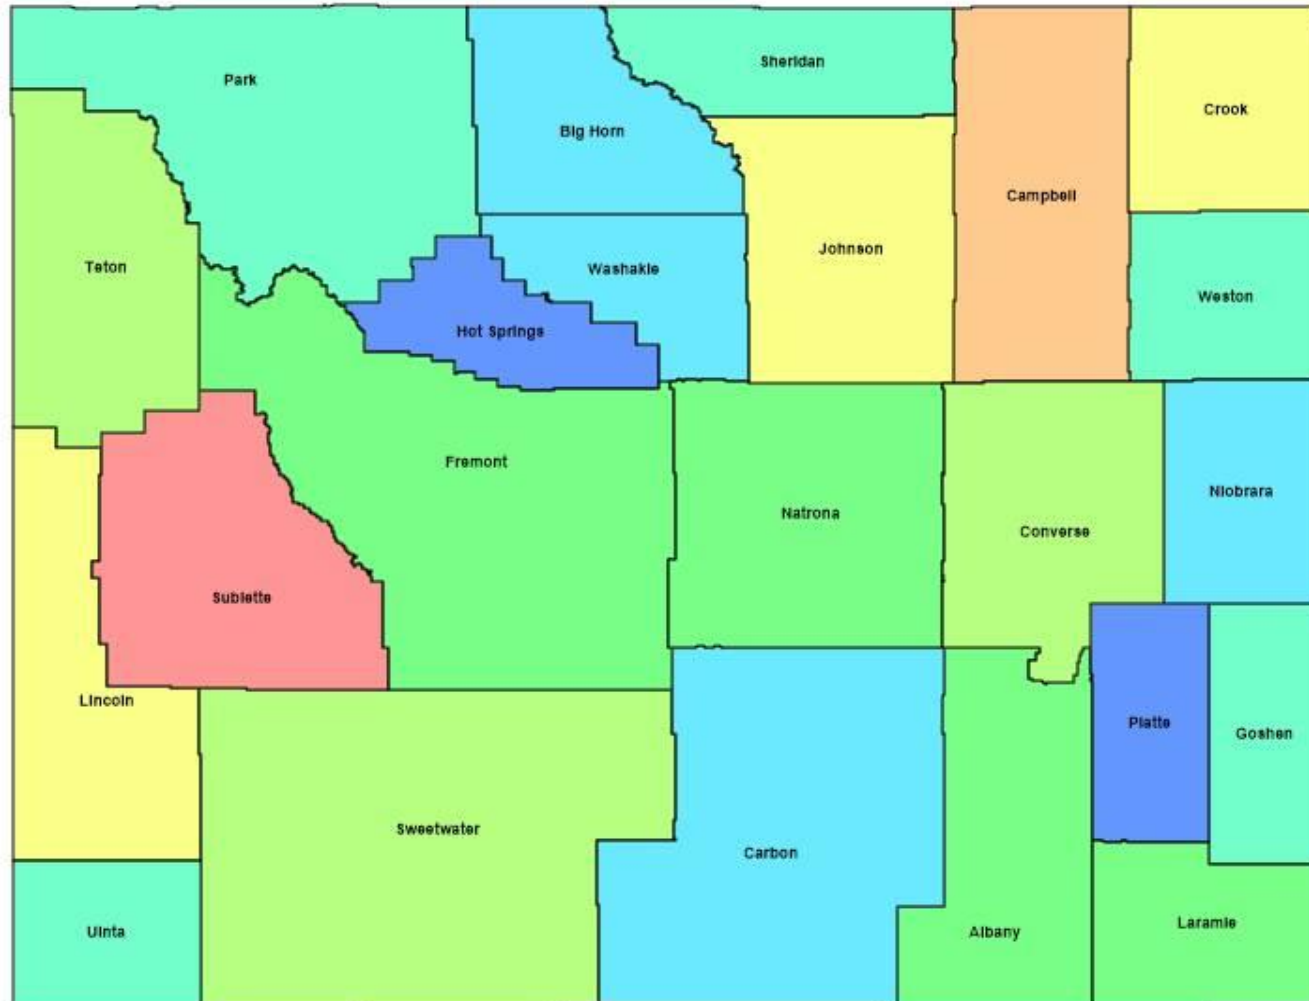 Sheridan
Park
Crook
Big Horn
Campbell
Johnson
Teton
Washakie
Weston
Hot Springs
Fremont
Niobrara
Natrona
Converse
Sublette
Lincoln
Platte
Goshen
Sweetwater
Carbon
Laramie
Uinta
Albany